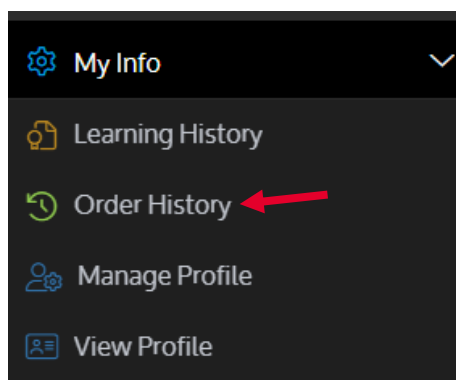 My Info
Learning History
Order History
Manage Profile
View Profile